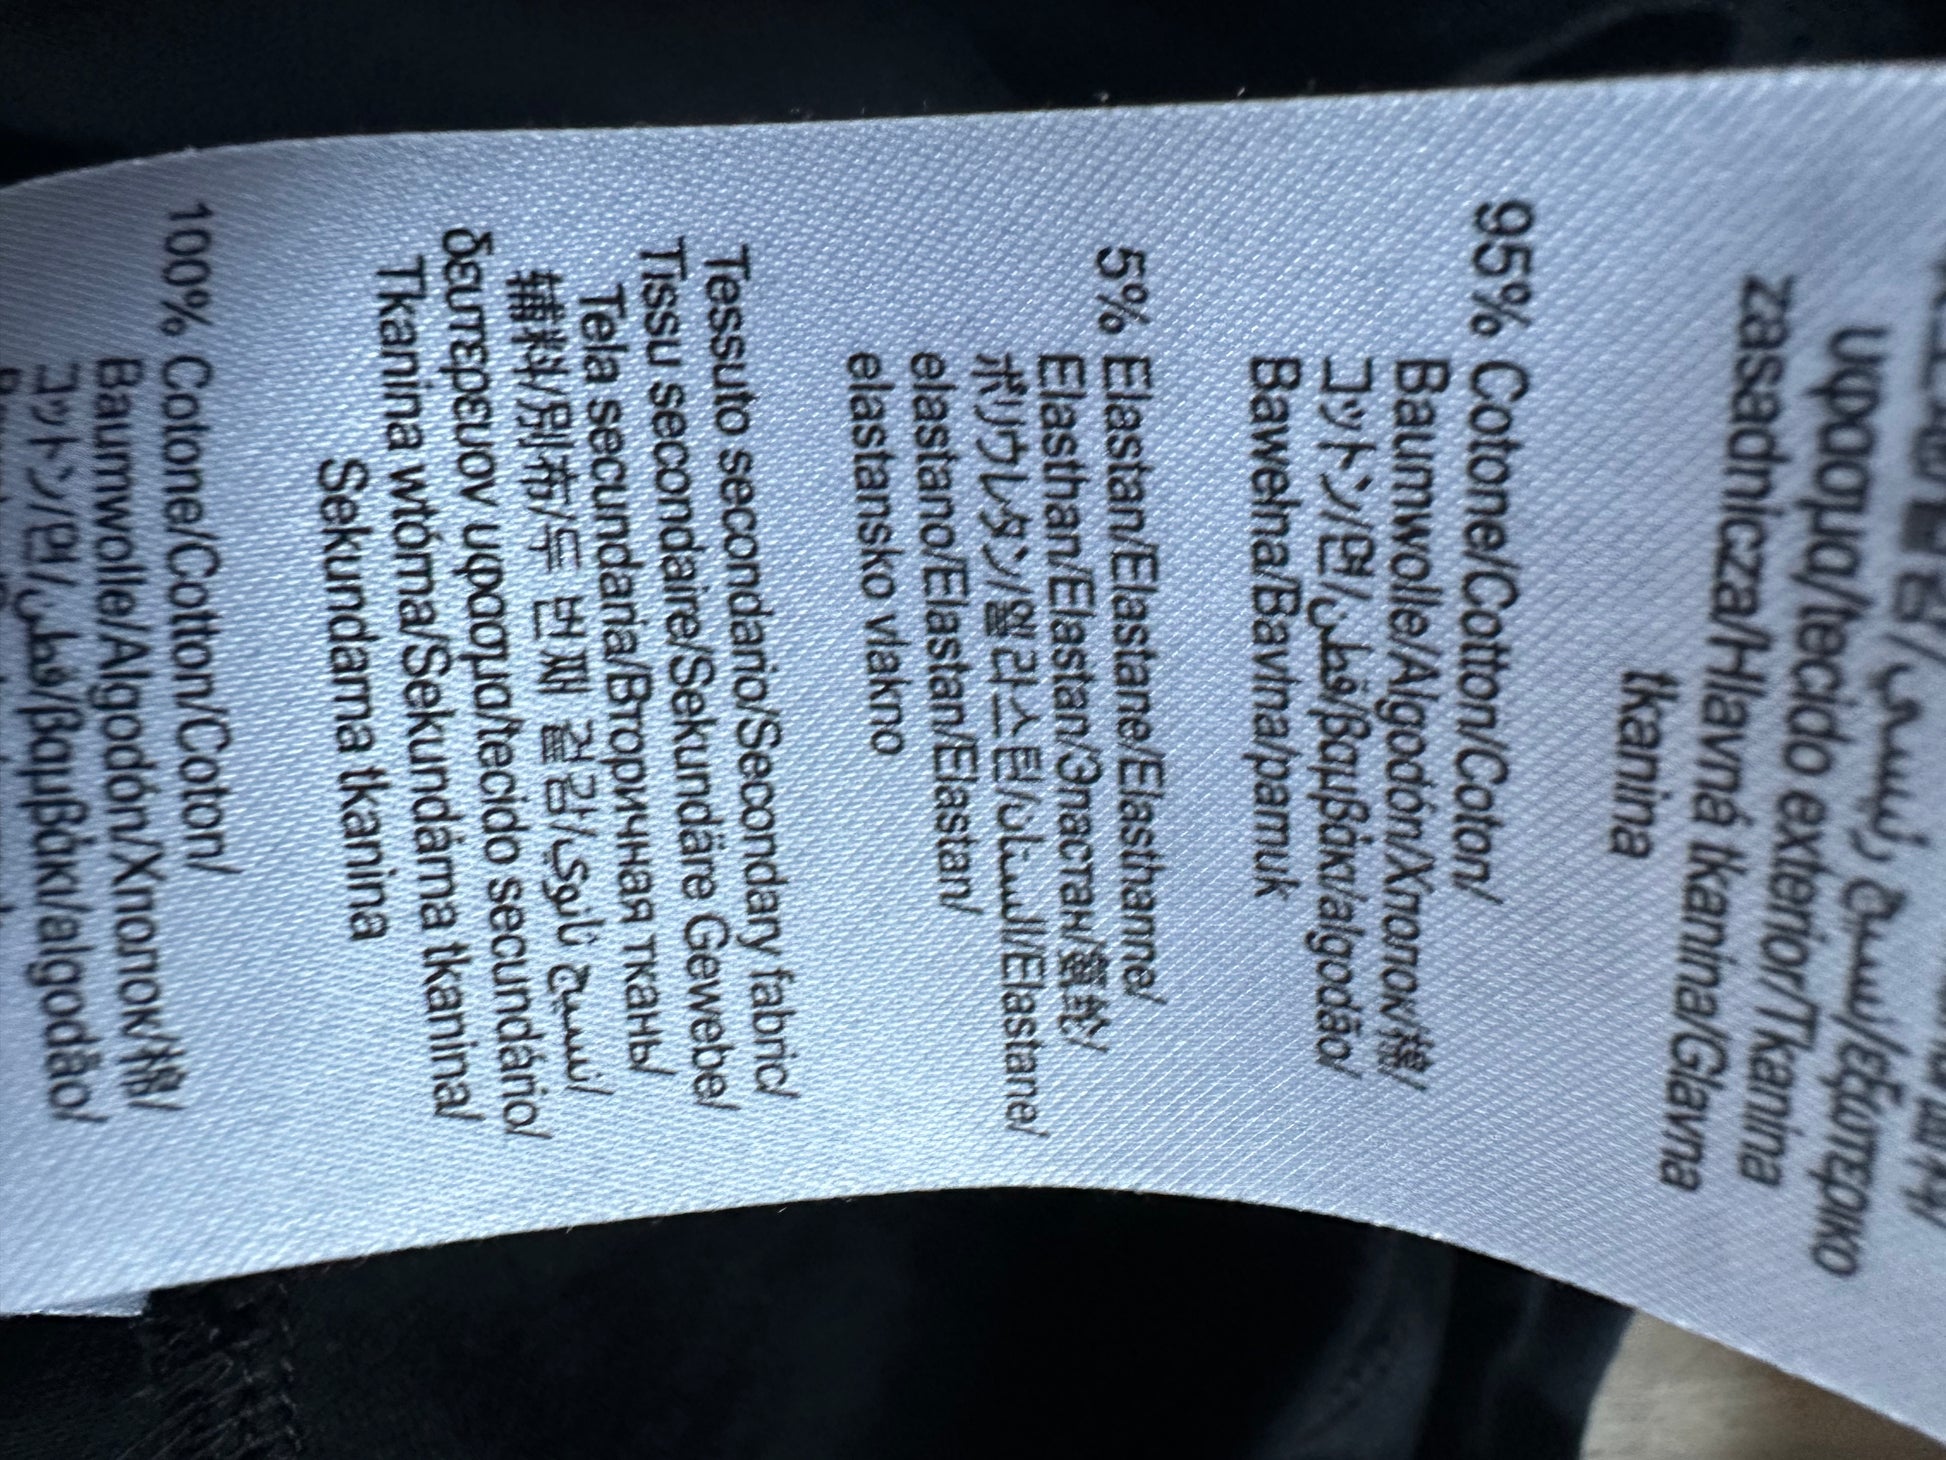 υφασμα/tecido exterior/Tkanina
zasadnicza/Hlavná tkanina/Glavna
tkanina
95% Cotone/Cotton/Coton/
Baumwolle/Algodón/Хлопок/棉/
コットン/면/قطن/βαμβάκι/algodão/
Bawełna/Bavlna/pamuk
5% Elastan/Elastane/Elasthanne/
Elasthan/Elastan/Эластан/氨纶/
ポリウレタン/엘라스틴/إلاستان/Elastane/
elastano/Elastan/Elastan/
elastansko vlakno
Tessuto secondario/Secondary fabric/
Tissu secondaire/Sekundäre Gewebe/
Tela secundaria/Вторичная ткань/
輔料/別布/두 번째 겉감/نسيج ثانوي/
δευτερεύον υφασμα/tecido secundário/
Tkanina wtórna/Sekundárna tkanina/
Sekundarna tkanina
100% Cotone/Cotton/Coton/
Baumwolle/Algodón/Хлопок/棉/
コットン/면/قطن/βαμβάκι/algodão/